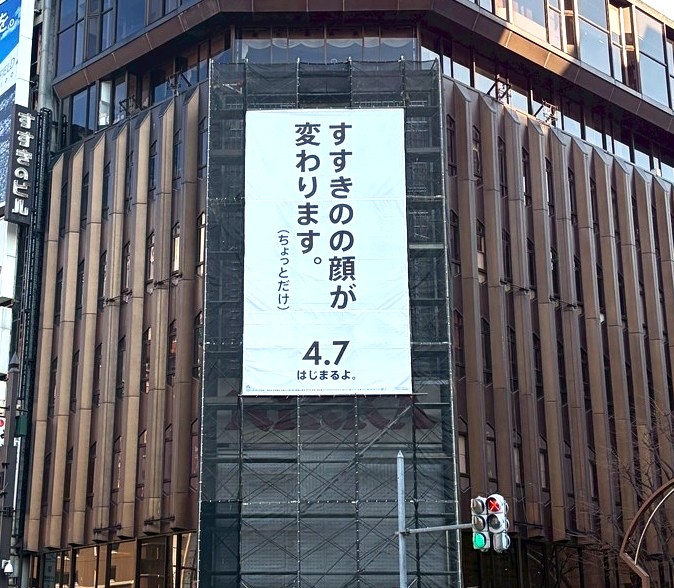 すすきのの顔が
変わります。
（ちょっとだけ）
4.7
はじまるよ。
すすきのビル
を。